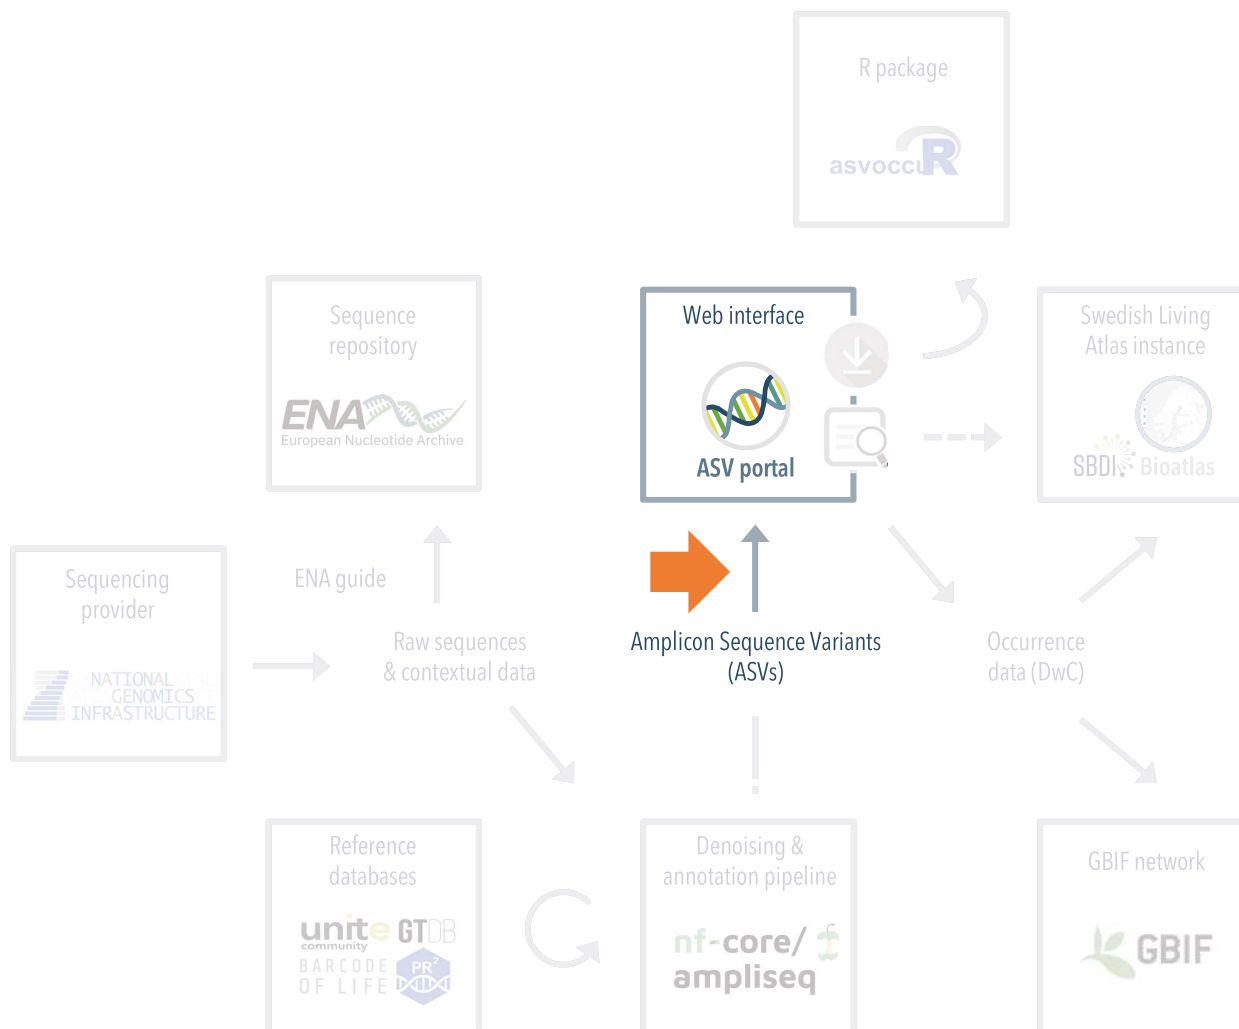 R package
asvoccuR
Sequence
repository
ENA
European Nucleotide Archive
Web interface
ASV portal
Swedish Living
Atlas instance
SBDI Bioatlas
Sequencing
provider
NATIONAL
GENOMICS
INFRASTRUCTURE
ENA guide
Raw sequences
& contextual data
Amplicon Sequence Variants
(ASVs)
Occurrence
data (DwC)
Reference
databases
unite
community
GTDB
BARCODE
OF LIFE
PR²
Denoising &
annotation pipeline
nf-core/
ampliseq
GBIF network
GBIF